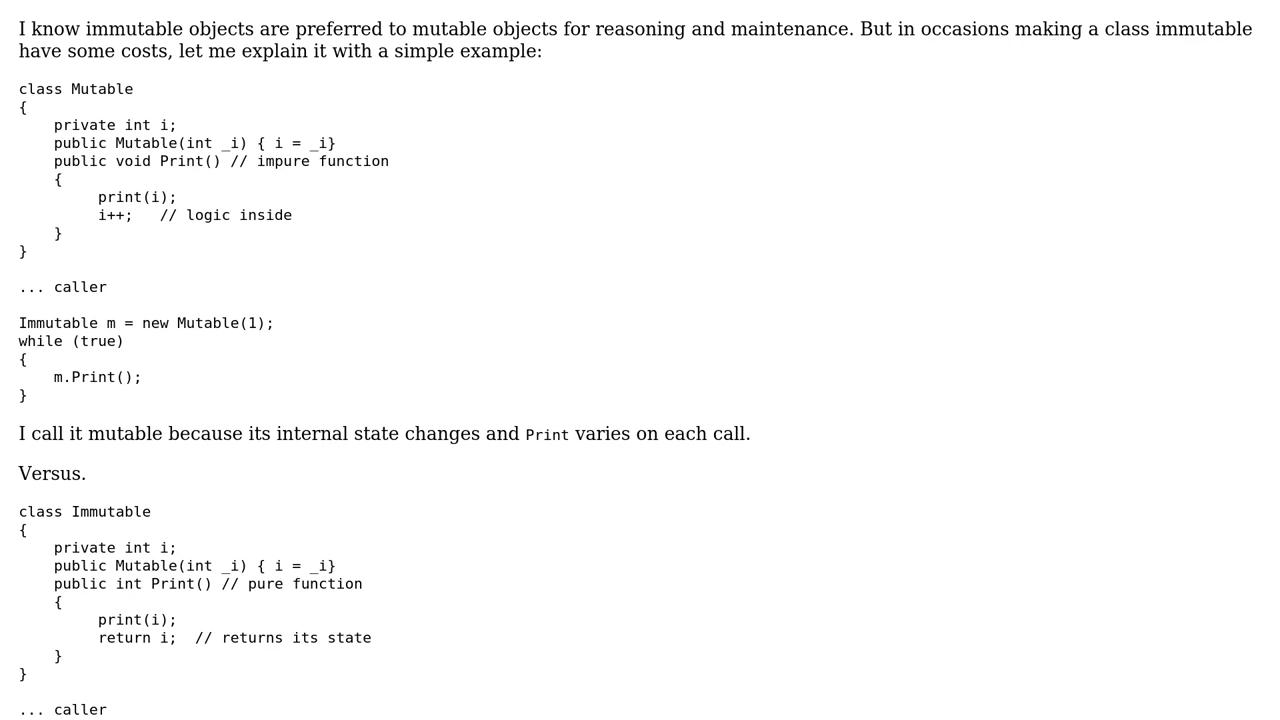 I know immutable objects are preferred to mutable objects for reasoning and maintenance. But in occasions making a class immutable
have some costs, let me explain it with a simple example:
class Mutable
{
    private int i;
    public Mutable(int _i) { i = _i}
    public void Print() // impure function
    {
         print(i);
         i++;   // logic inside
    }
}
... caller
Immutable m = new Mutable(1);
while (true)
{
    m.Print();
}
I call it mutable because its internal state changes and Print varies on each call.
Versus.
class Immutable
{
    private int i;
    public Mutable(int _i) { i = _i}
    public int Print() // pure function
    {
         print(i);
         return i;  // returns its state
    }
}
... caller